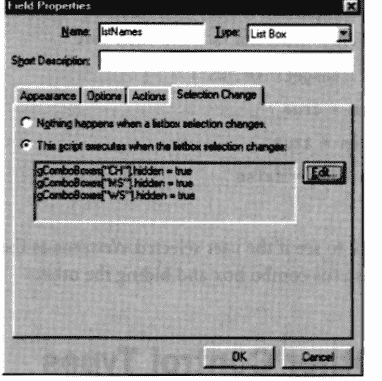 Field Properties
Name: lstNames Type: List Box
Short Description:
Appearance Options Actions Selection Change
Nothing happens when a listbox selection changes.
This script executes when the listbox selection changes:
gComboBoxes["CH"].hidden = true
gComboBoxes["MS"].hidden = true
gComboBoxes["WS"].hidden = true
Edit...
OK Cancel